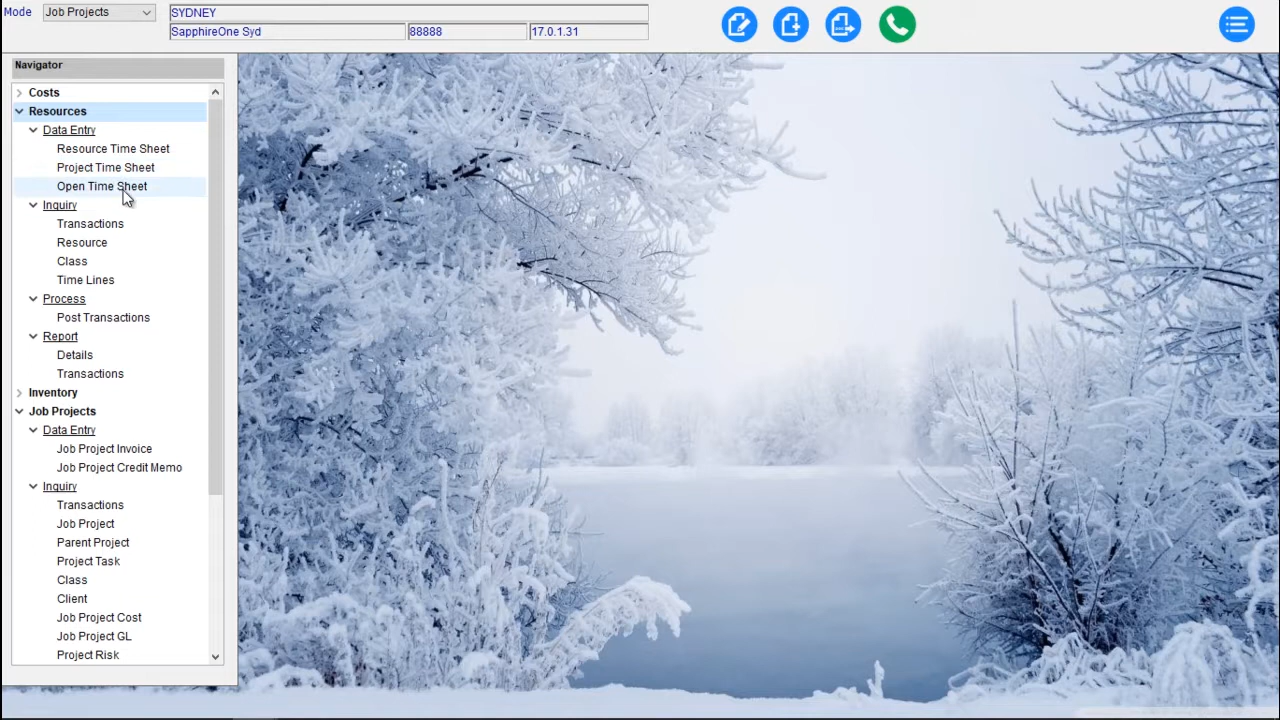 Mode Job Projects SYDNEY
SapphireOne Syd 88888 17.0.1.31
Navigator
Costs
Resources
Data Entry
Resource Time Sheet
Project Time Sheet
Open Time Sheet
Inquiry
Transactions
Resource
Class
Time Lines
Process
Post Transactions
Report
Details
Transactions
Inventory
Job Projects
Data Entry
Job Project Invoice
Job Project Credit Memo
Inquiry
Transactions
Job Project
Parent Project
Project Task
Class
Client
Job Project Cost
Job Project GL
Project Risk